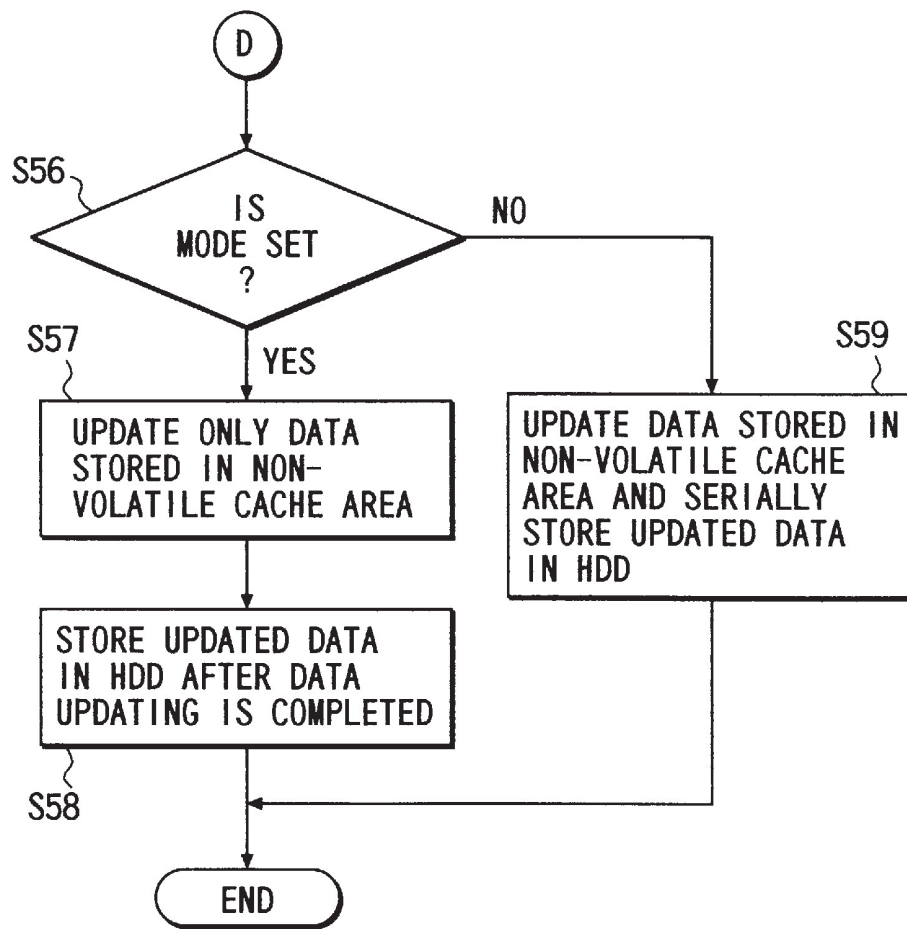 D
S56
IS
MODE SET
?
NO
YES
S57
UPDATE ONLY DATA
STORED IN NON-
VOLATILE CACHE AREA
S59
UPDATE DATA STORED IN
NON-VOLATILE CACHE
AREA AND SERIALLY
STORE UPDATED DATA
IN HDD
STORE UPDATED DATA
IN HDD AFTER DATA
UPDATING IS COMPLETED
S58
END